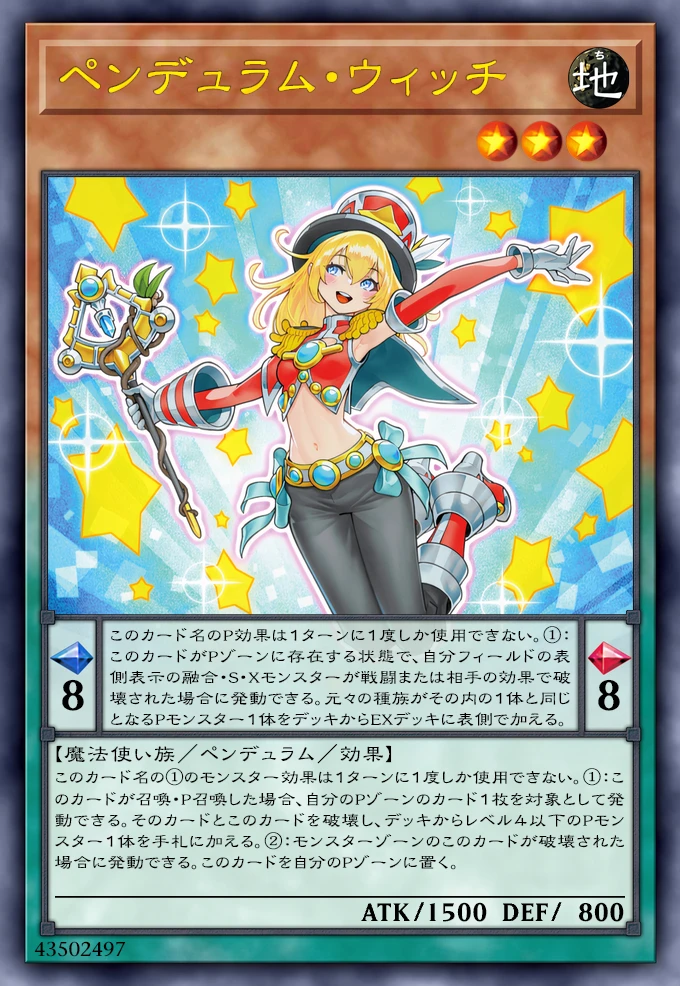 ペンデュラム・ウィッチ
ち
地
このカード名のP効果は1ターンに1度しか使用できない。①:
このカードがPゾーンに存在する状態で、自分フィールドの表
側表示の融合・S・Xモンスターが戦闘または相手の効果で破
壊された場合に発動できる。元々の種族がその内の1体と同じ
となるPモンスター1体をデッキからEXデッキに表側で加える。
8
8
【魔法使い族/ペンデュラム/効果】
このカード名の①のモンスター効果は1ターンに1度しか使用できない。①:こ
のカードが召喚・P召喚した場合、自分のPゾーンのカード1枚を対象として発
動できる。そのカードとこのカードを破壊し、デッキからレベル4以下のPモン
スター1体を手札に加える。②:モンスターゾーンのこのカードが破壊された
場合に発動できる。このカードを自分のPゾーンに置く。
ATK/1500 DEF/ 800
43502497